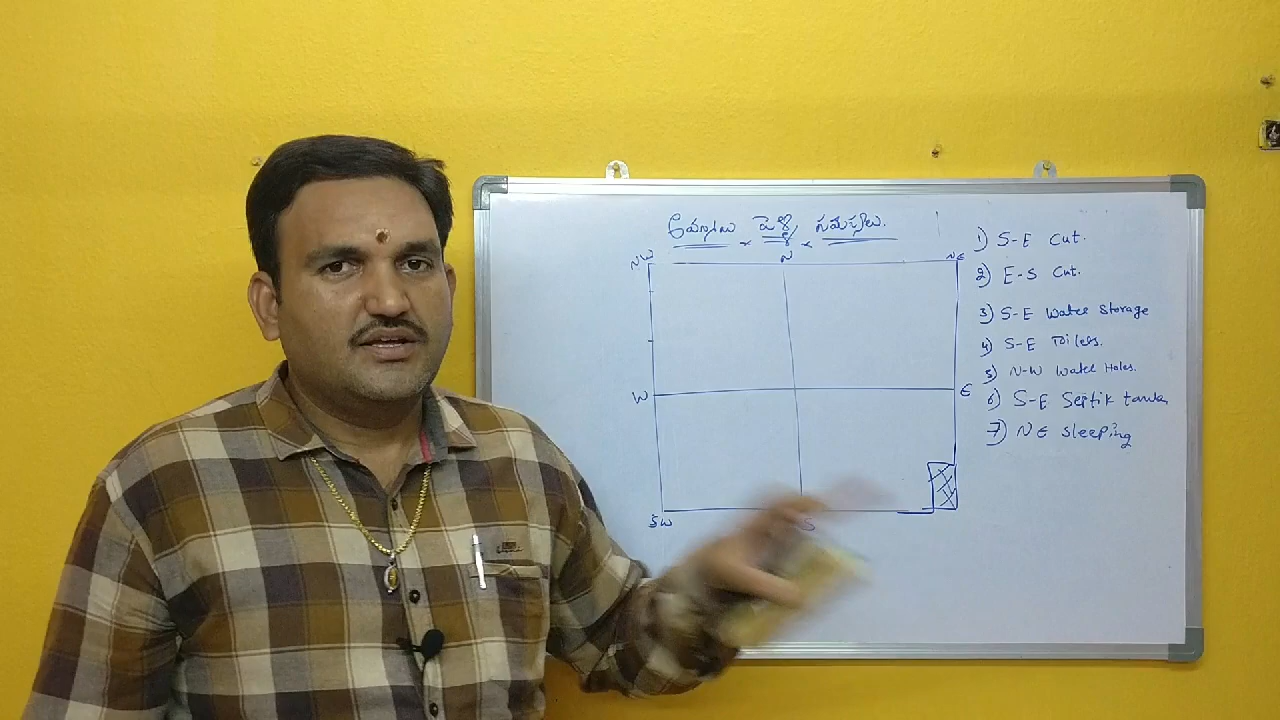 పెళ్ళి సమస్యలు.
NW N NE
W E
SW S
1) S-E Cut.
2) E-S Cut.
3) S-E Water Storage
4) S-E Toilets.
5) N-W Water Holes.
6) S-E Septik tank
7) NE Sleeping